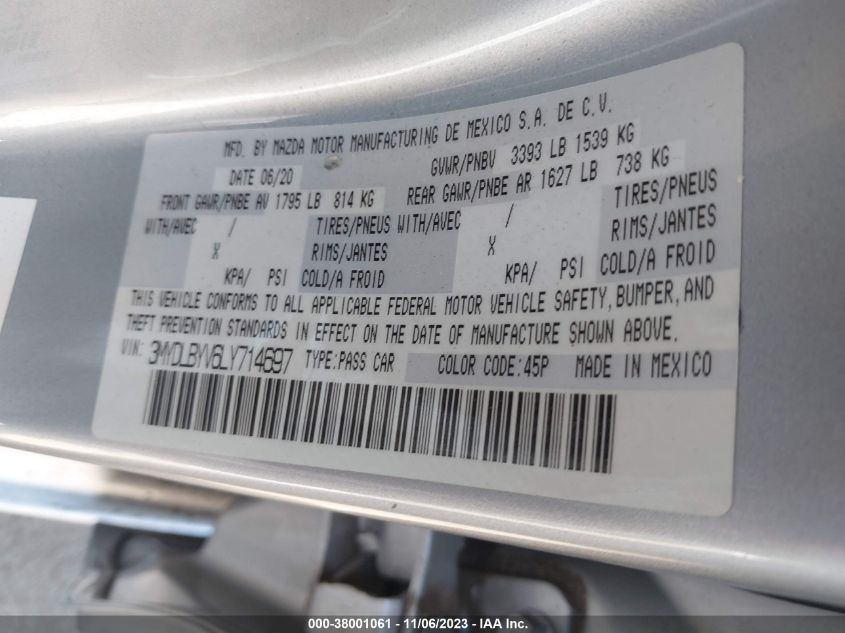 MFD. BY MAZDA MOTOR MANUFACTURING DE MEXICO S.A. DE C.V.
DATE 06/20 GVWR/PNBV 3393 LB 1539 KG
FRONT GAWR/PNBE AV 1795 LB 814 KG REAR GAWR/PNBE AR 1627 LB 738 KG
WITH/AVEC / TIRES/PNEUS WITH/AVEC / TIRES/PNEUS
X RIMS/JANTES X RIMS/JANTES
KPA/ PSI COLD/A FROID KPA/ PSI COLD/A FROID
THIS VEHICLE CONFORMS TO ALL APPLICABLE FEDERAL MOTOR VEHICLE SAFETY, BUMPER, AND
THEFT PREVENTION STANDARDS IN EFFECT ON THE DATE OF MANUFACTURE SHOWN ABOVE.
VIN: 3MYDLBYV6LY714697 TYPE:PASS CAR COLOR CODE:45P MADE IN MEXICO
000-38001061 - 11/06/2023 - IAA Inc.